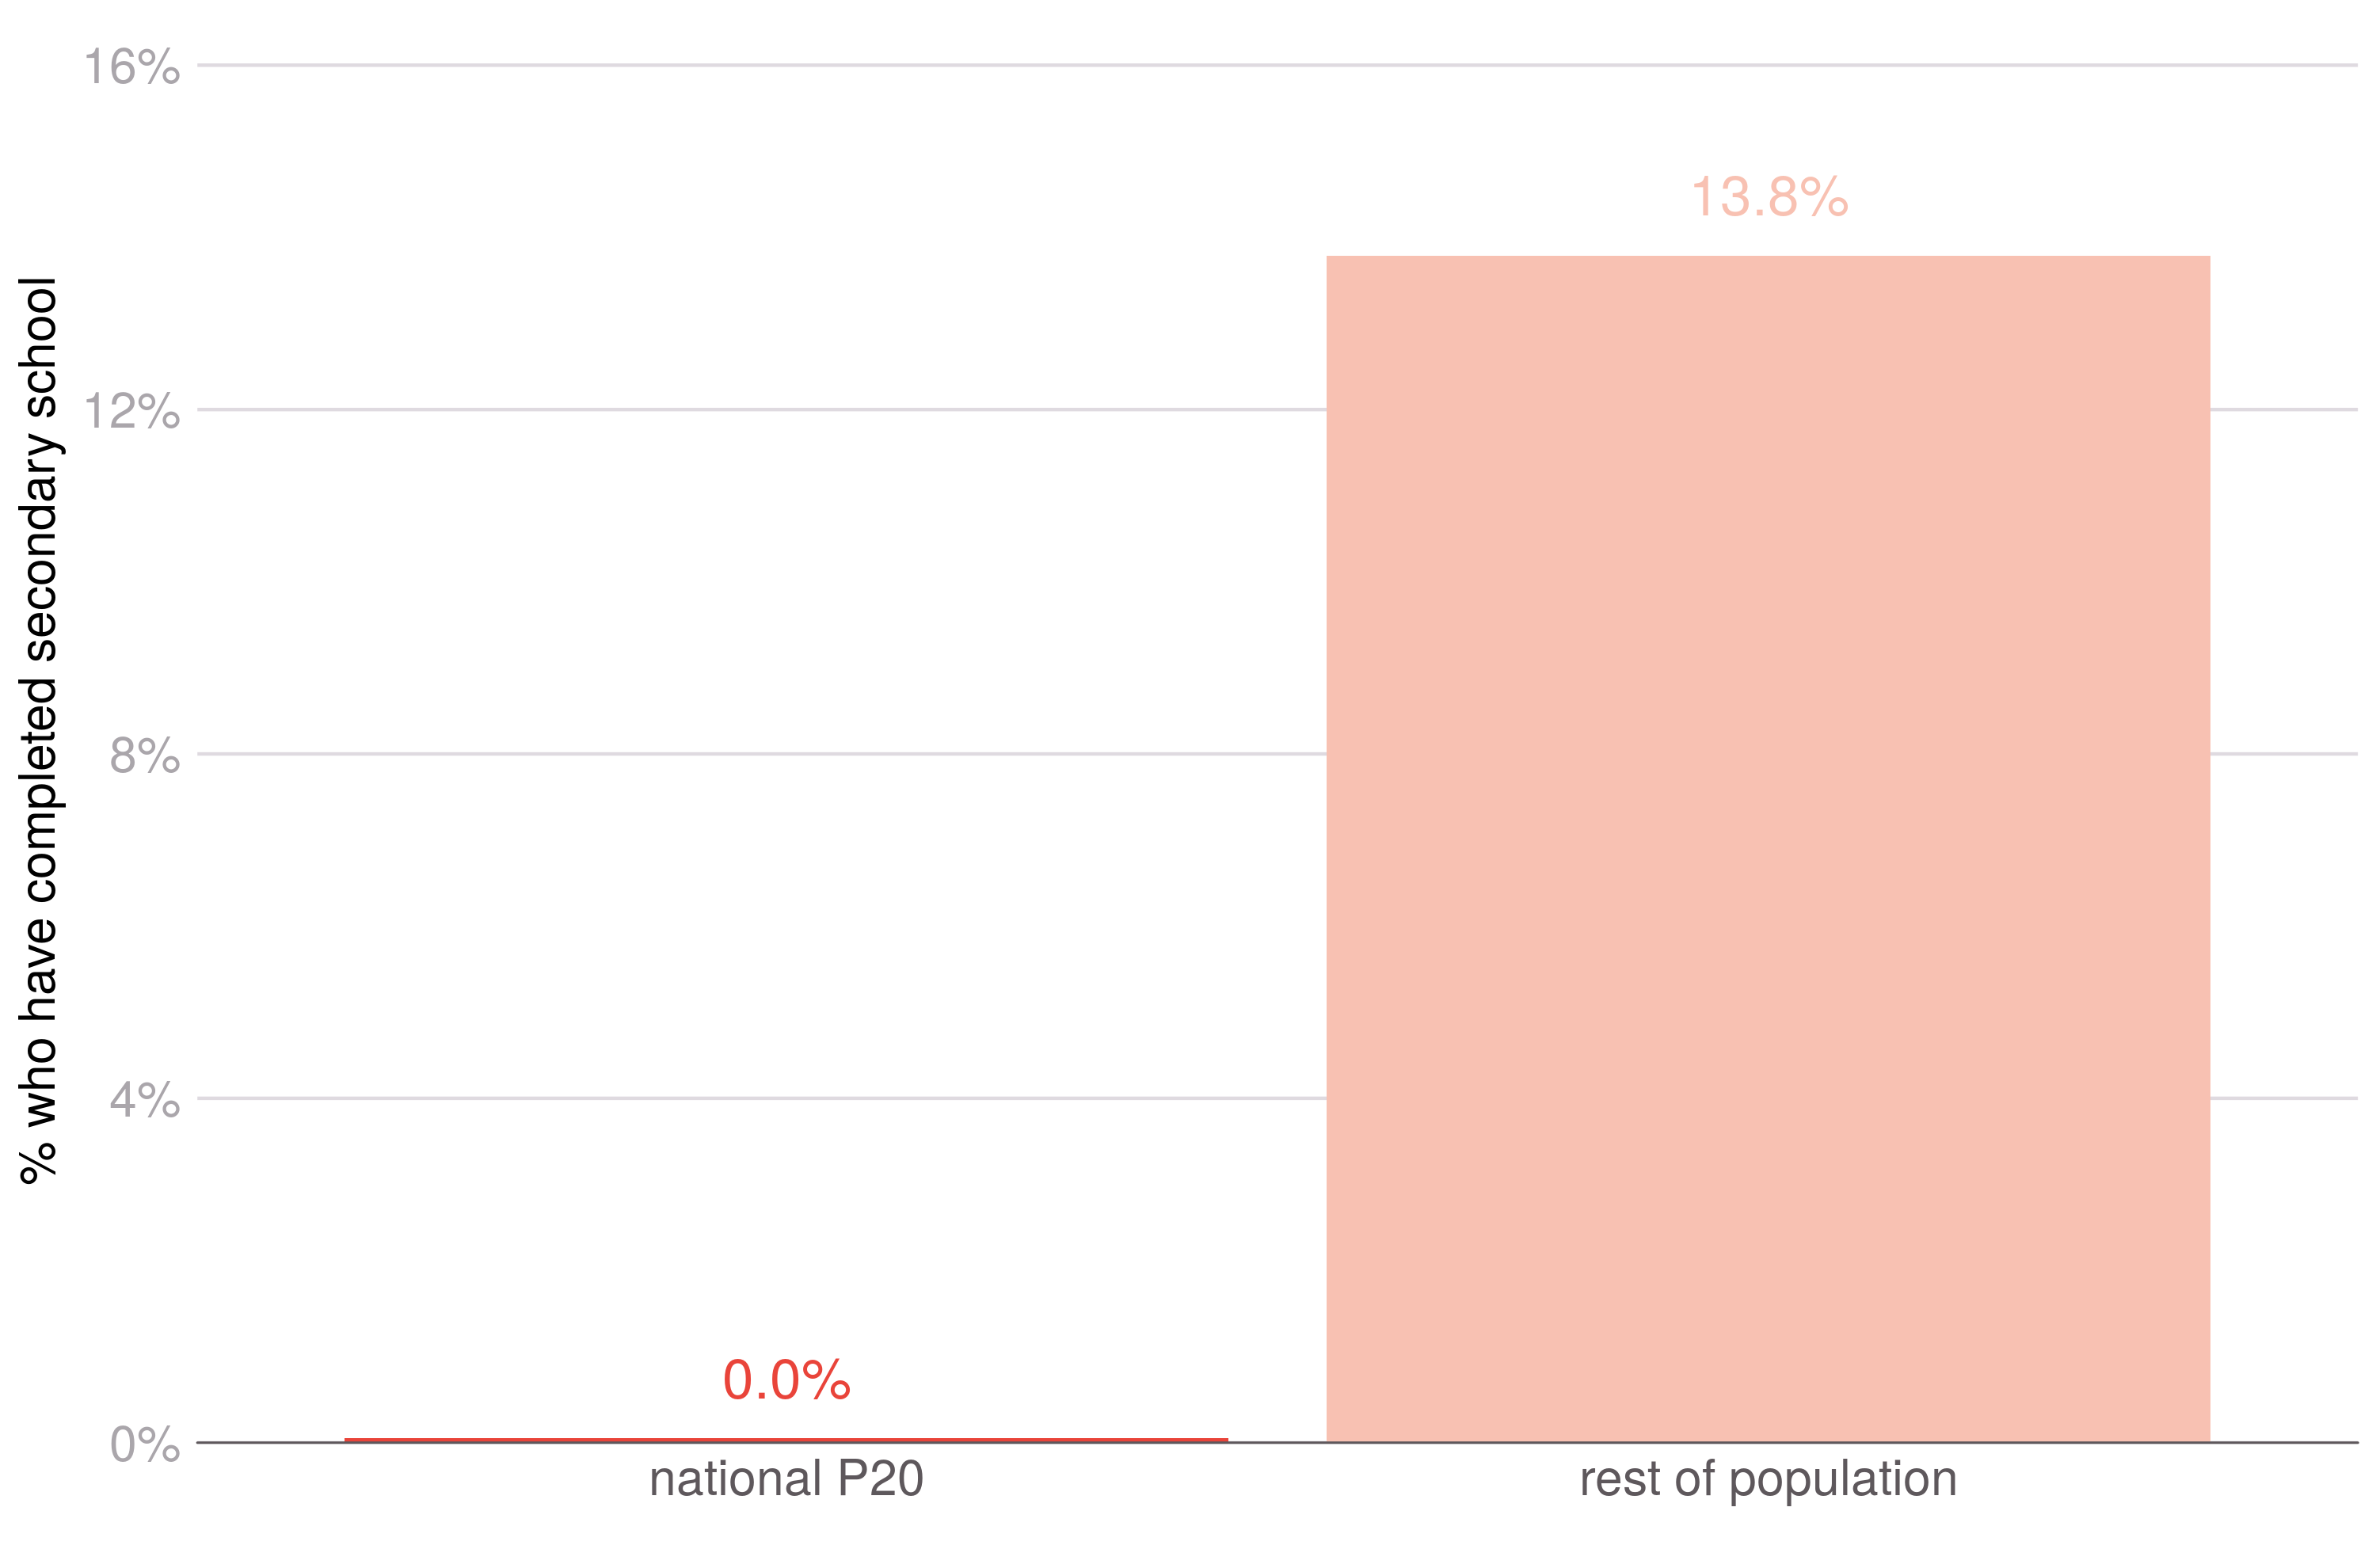 % who have completed secondary school
16%
12%
8%
4%
0%
13.8%
0.0%
national P20
rest of population